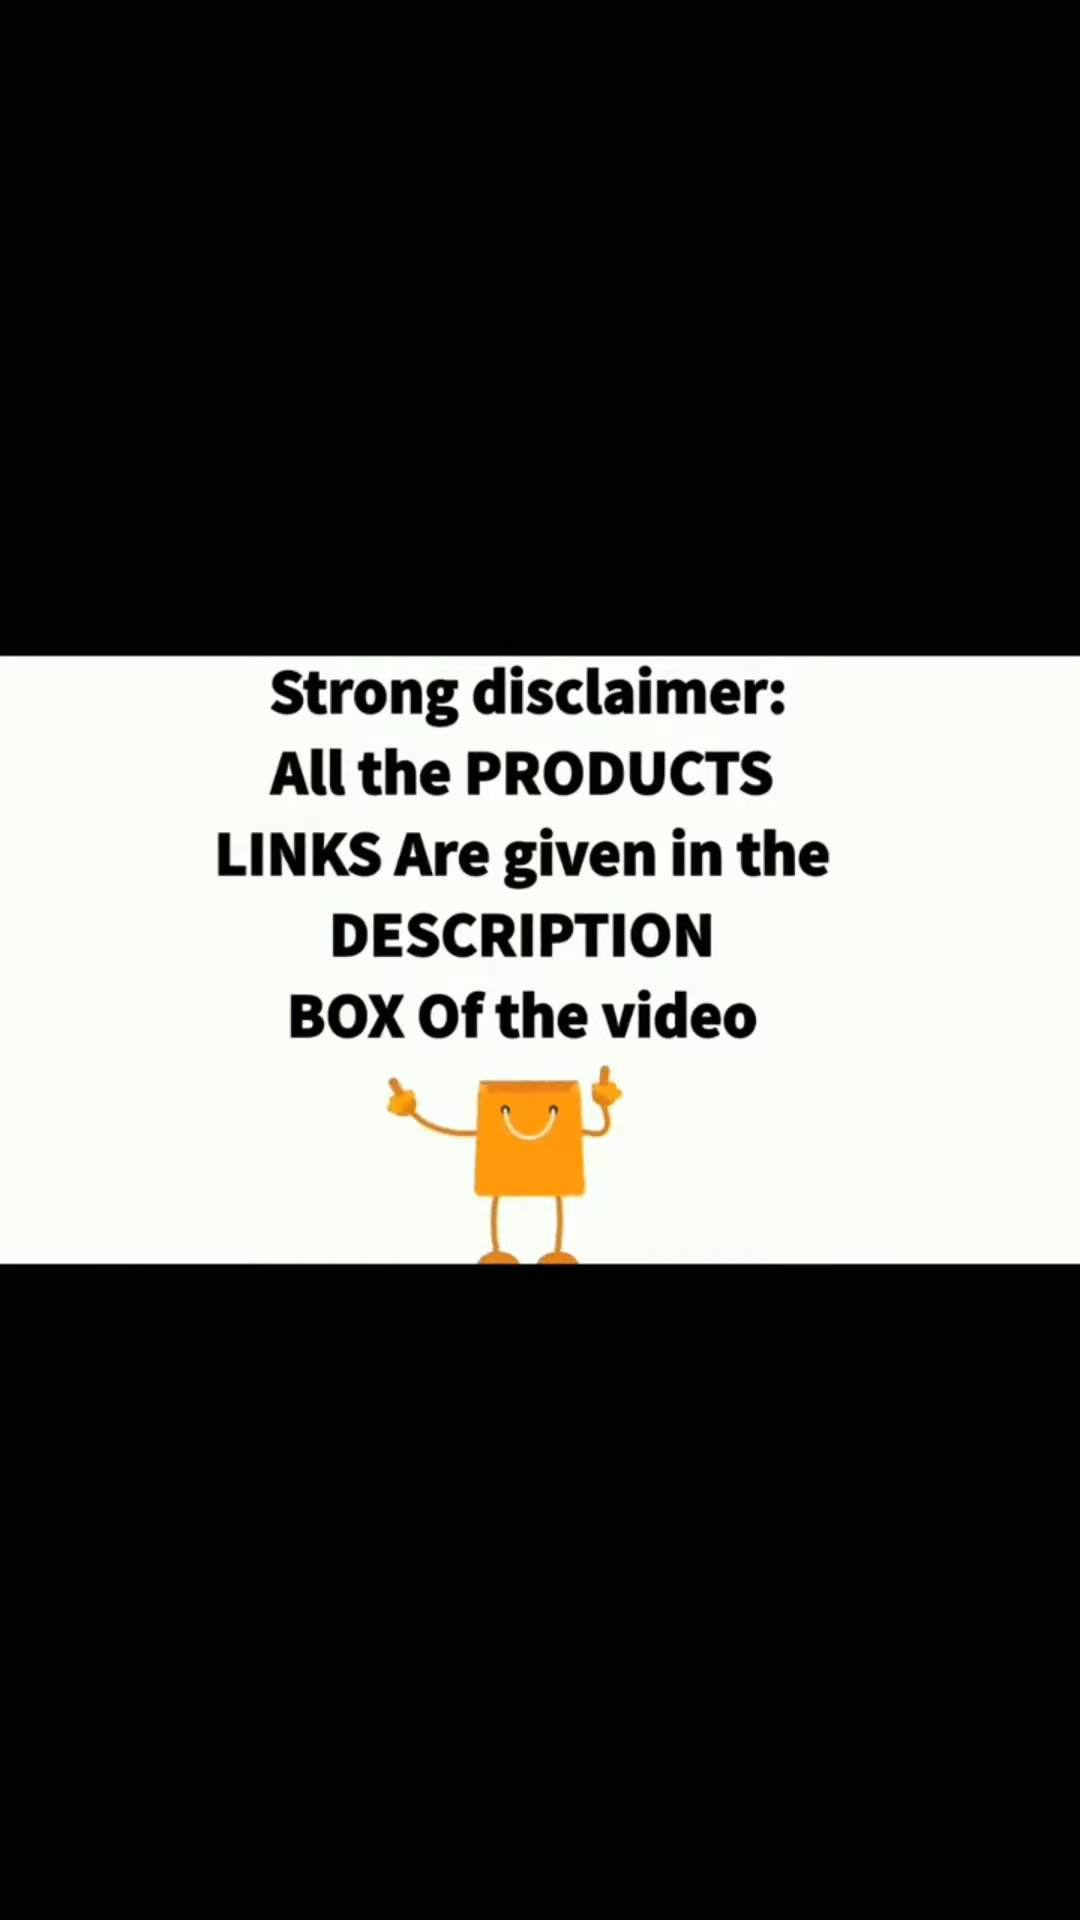 Strong disclaimer:
All the PRODUCTS
LINKS Are given in the
DESCRIPTION
BOX Of the video